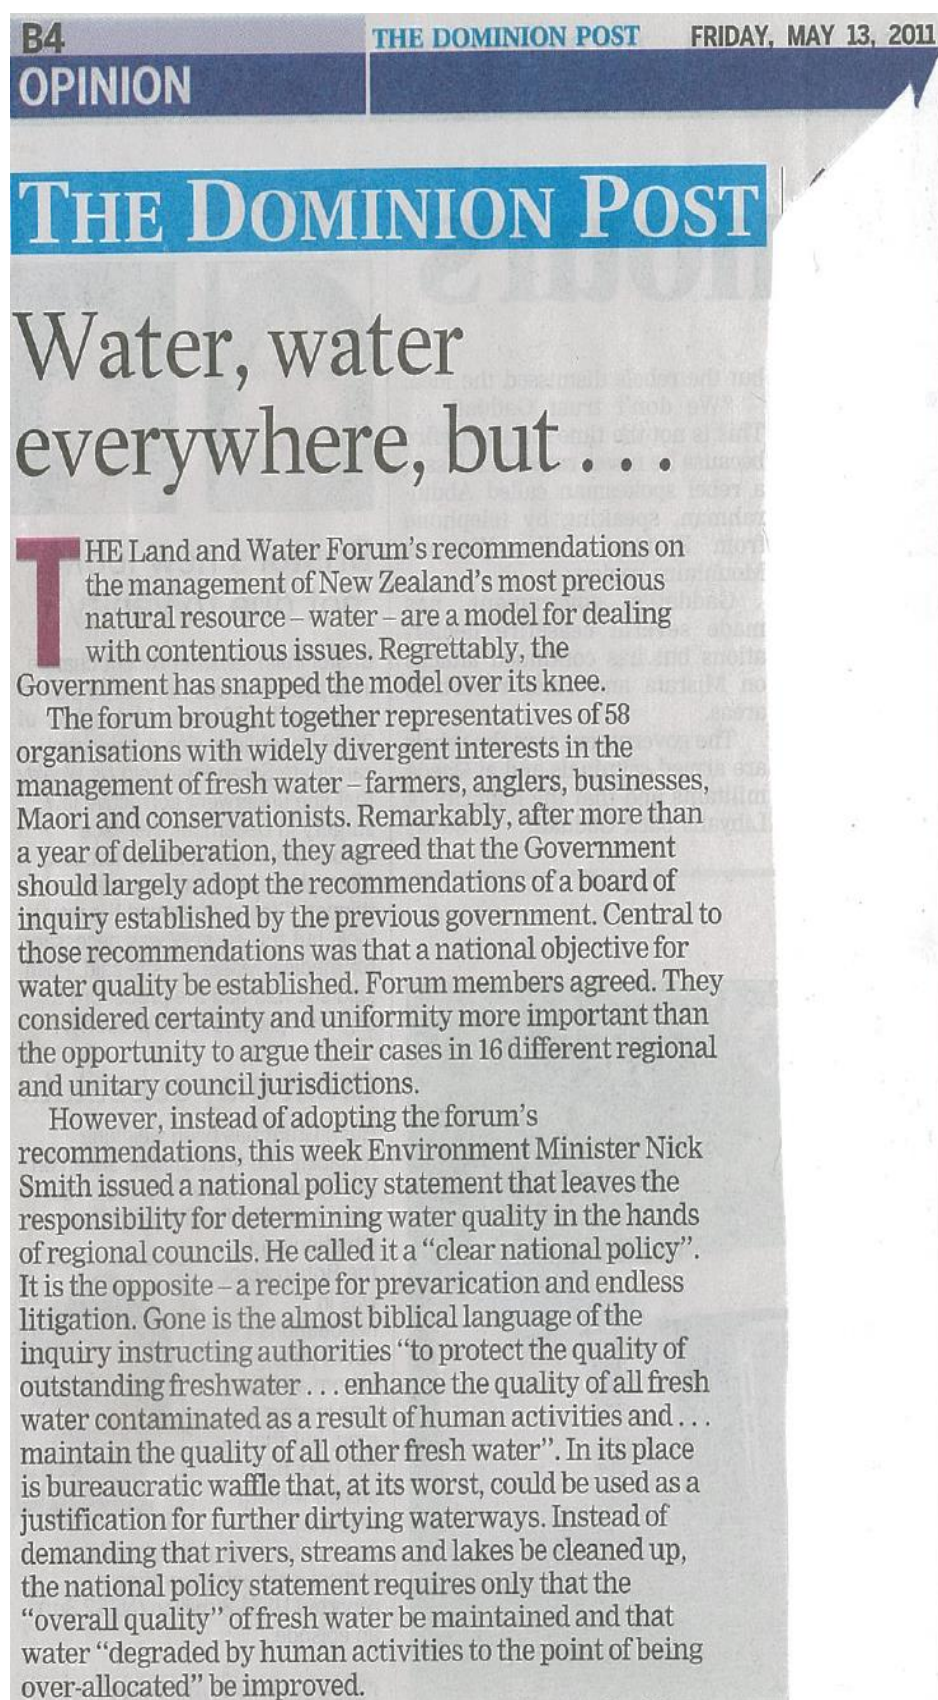 B4
THE DOMINION POST FRIDAY, MAY 13, 2011
OPINION
THE DOMINION POST
Water, water
everywhere, but . . .
THE Land and Water Forum's recommendations on
the management of New Zealand's most precious
natural resource – water – are a model for dealing
with contentious issues. Regrettably, the
Government has snapped the model over its knee.
The forum brought together representatives of 58
organisations with widely divergent interests in the
management of fresh water – farmers, anglers, businesses,
Maori and conservationists. Remarkably, after more than
a year of deliberation, they agreed that the Government
should largely adopt the recommendations of a board of
inquiry established by the previous government. Central to
those recommendations was that a national objective for
water quality be established. Forum members agreed. They
considered certainty and uniformity more important than
the opportunity to argue their cases in 16 different regional
and unitary council jurisdictions.
However, instead of adopting the forum's
recommendations, this week Environment Minister Nick
Smith issued a national policy statement that leaves the
responsibility for determining water quality in the hands
of regional councils. He called it a “clear national policy”.
It is the opposite – a recipe for prevarication and endless
litigation. Gone is the almost biblical language of the
inquiry instructing authorities “to protect the quality of
outstanding freshwater . . . enhance the quality of all fresh
water contaminated as a result of human activities and . . .
maintain the quality of all other fresh water”. In its place
is bureaucratic waffle that, at its worst, could be used as a
justification for further dirtying waterways. Instead of
demanding that rivers, streams and lakes be cleaned up,
the national policy statement requires only that the
“overall quality” of fresh water be maintained and that
water “degraded by human activities to the point of being
over-allocated” be improved.